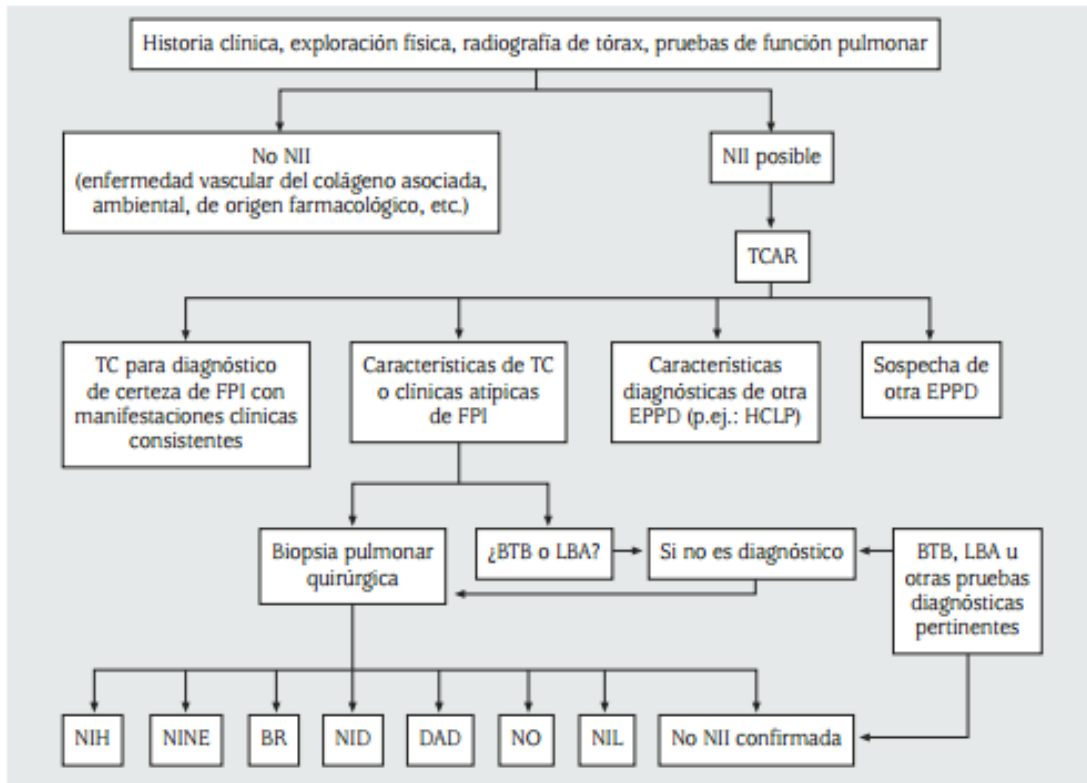 Historia clínica, exploración física, radiografía de tórax, pruebas de función pulmonar
No NII
(enfermedad vascular del colágeno asociada,
ambiental, de origen farmacológico, etc.)
NII posible
TCAR
TC para diagnóstico
de certeza de FPI con
manifestaciones clínicas
consistentes
Características de TC
o clínicas atípicas
de FPI
Características
diagnósticas de otra
EPPD (p.ej.: HCLP)
Sospecha de
otra EPPD
Biopsia pulmonar
quirúrgica
¿BTB o LBA?
Si no es diagnóstico
BTB, LBA u
otras pruebas
diagnósticas
pertinentes
NIH
NINE
BR
NID
DAD
NO
NIL
No NII confirmada